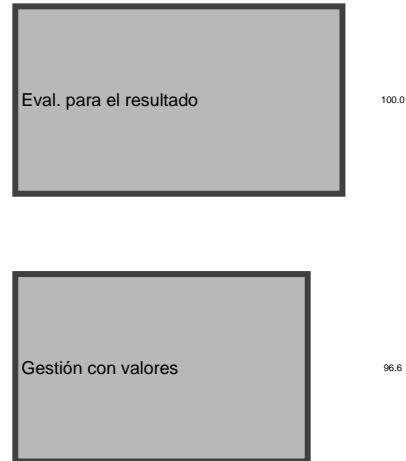 Eval. para el resultado 100.0
Gestión con valores 96.6